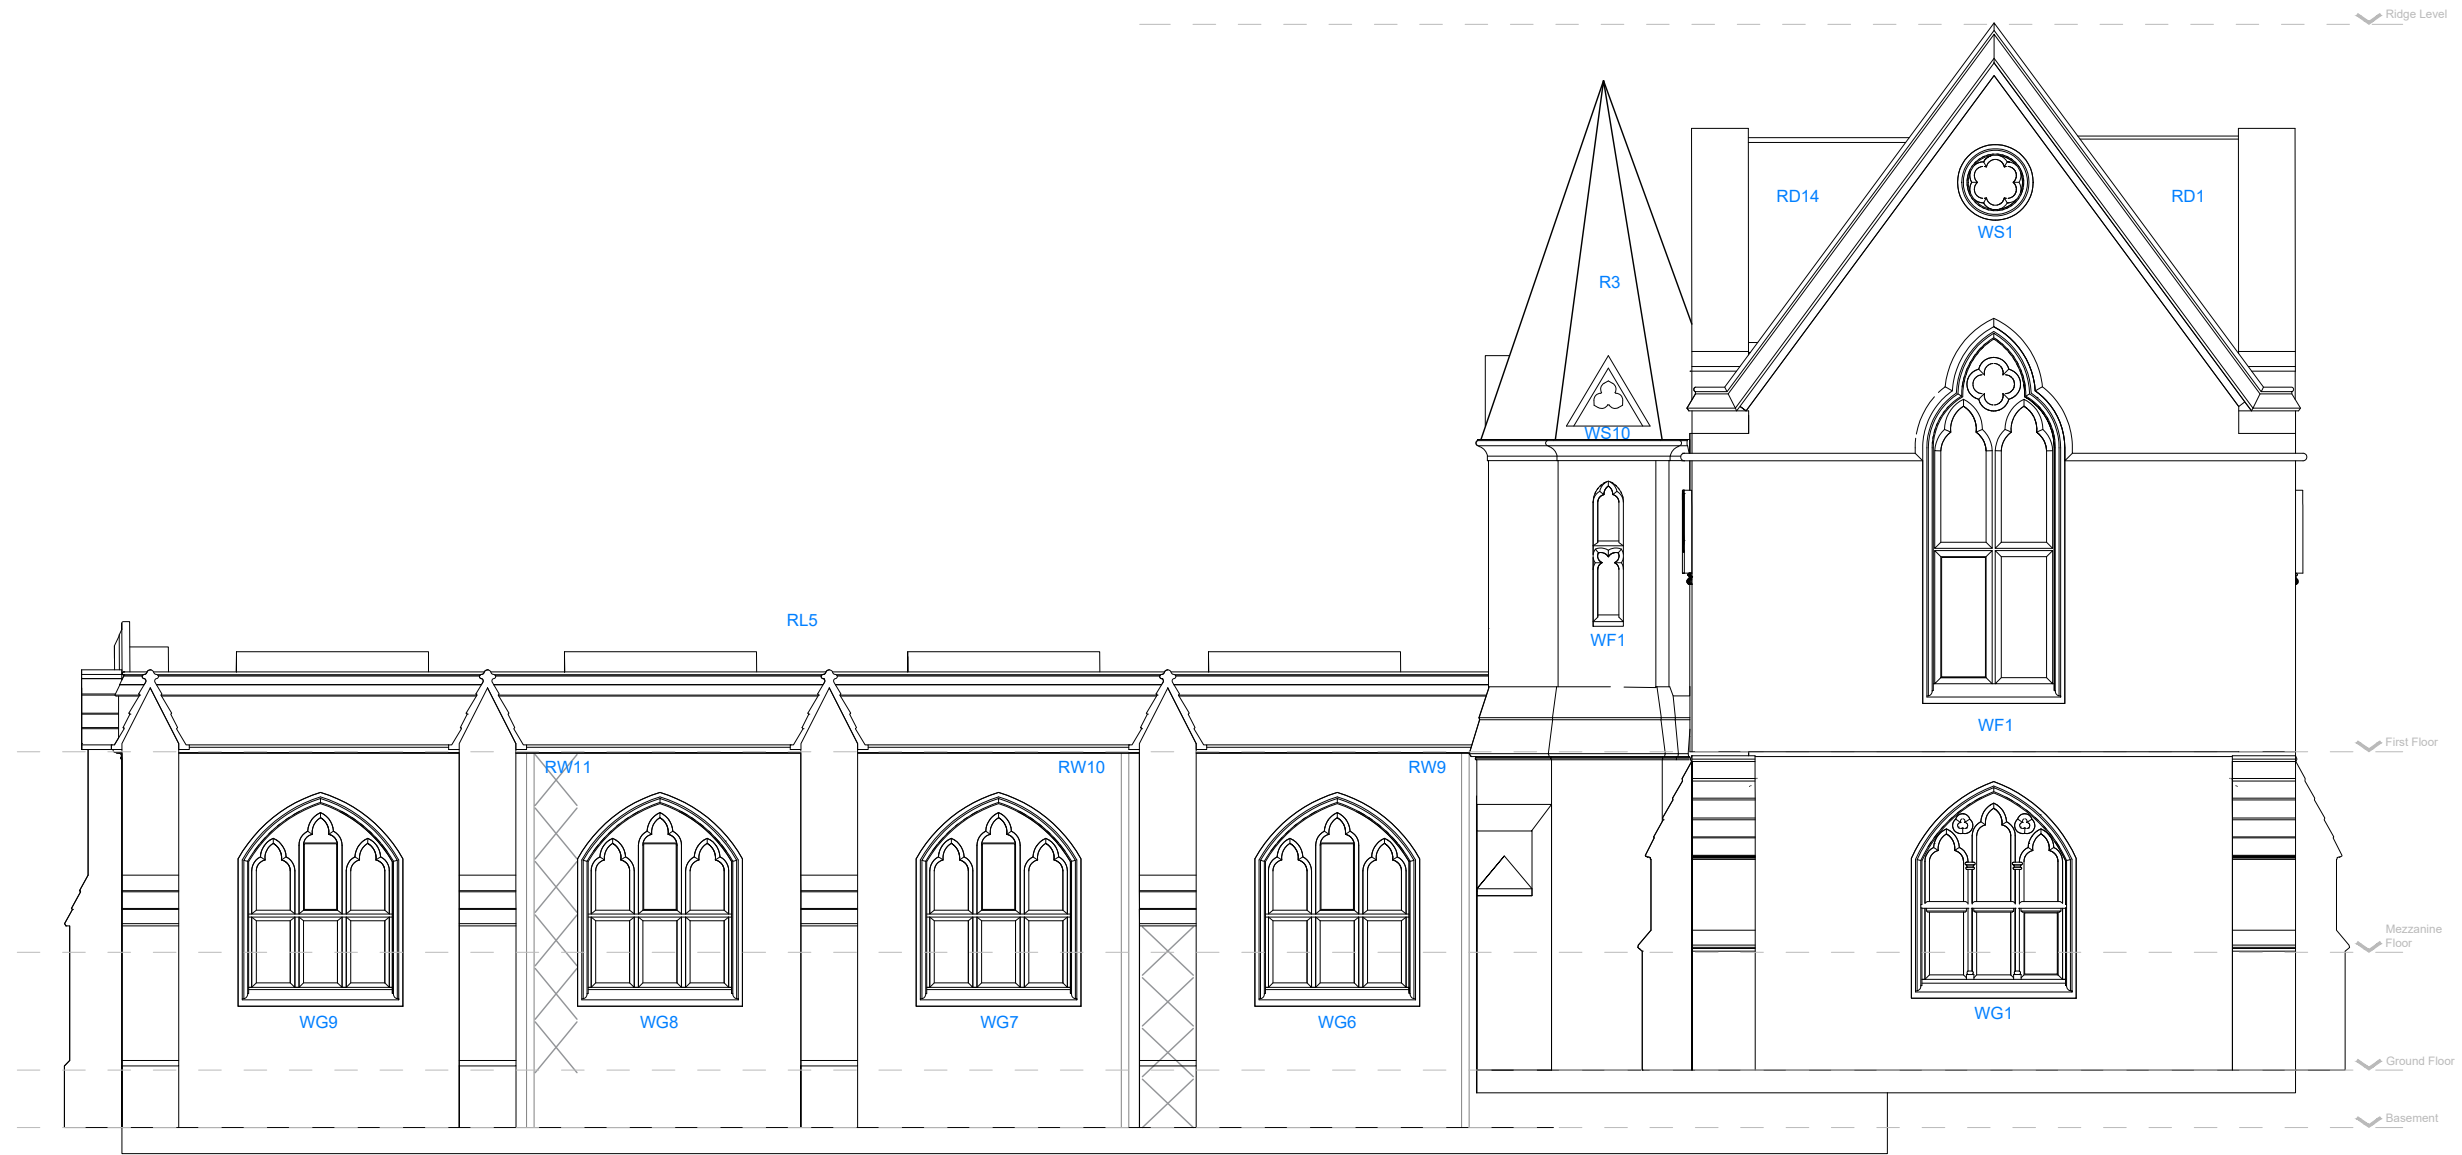 Ridge Level
RD14
RD1
WS1
R3
WS10
RL5
WF1
WF1
First Floor
RW11
RW10
RW9
Mezzanine
Floor
WG9
WG8
WG7
WG6
WG1
Ground Floor
Basement